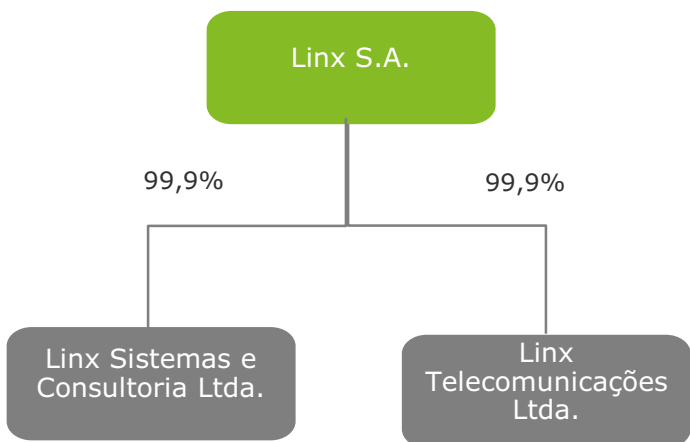 Linx S.A.
99,9%
99,9%
Linx Sistemas e
Consultoria Ltda.
Linx
Telecomunicações
Ltda.